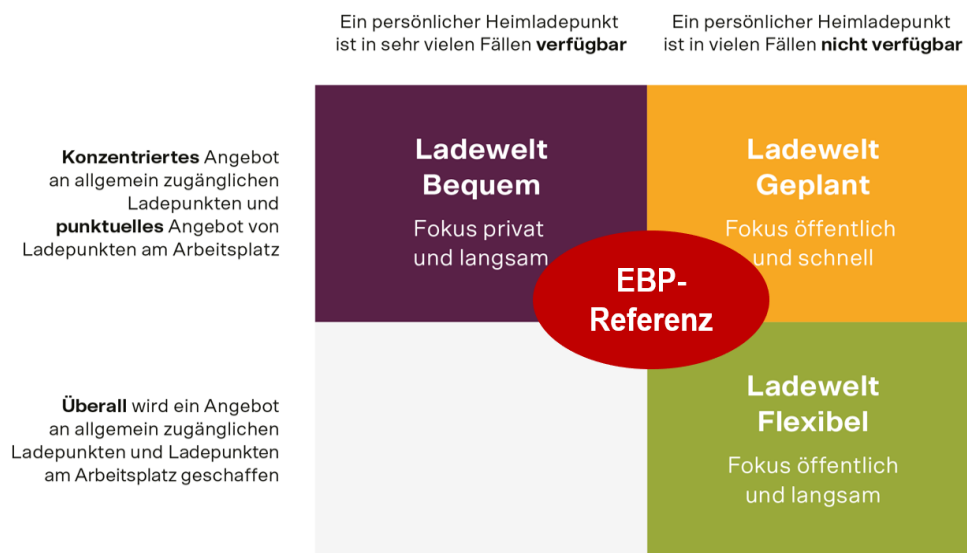 Ein persönlicher Heimladepunkt
ist in sehr vielen Fällen verfügbar
Ein persönlicher Heimladepunkt
ist in vielen Fällen nicht verfügbar
Konzentriertes Angebot
an allgemein zugänglichen
Ladepunkten und
punktuelles Angebot von
Ladepunkten am Arbeitsplatz
Ladewelt
Bequem
Fokus privat
und langsam
Ladewelt
Geplant
Fokus öffentlich
und schnell
EBP-
Referenz
Überall wird ein Angebot
an allgemein zugänglichen
Ladepunkten und Ladepunkten
am Arbeitsplatz geschaffen
Ladewelt
Flexibel
Fokus öffentlich
und langsam